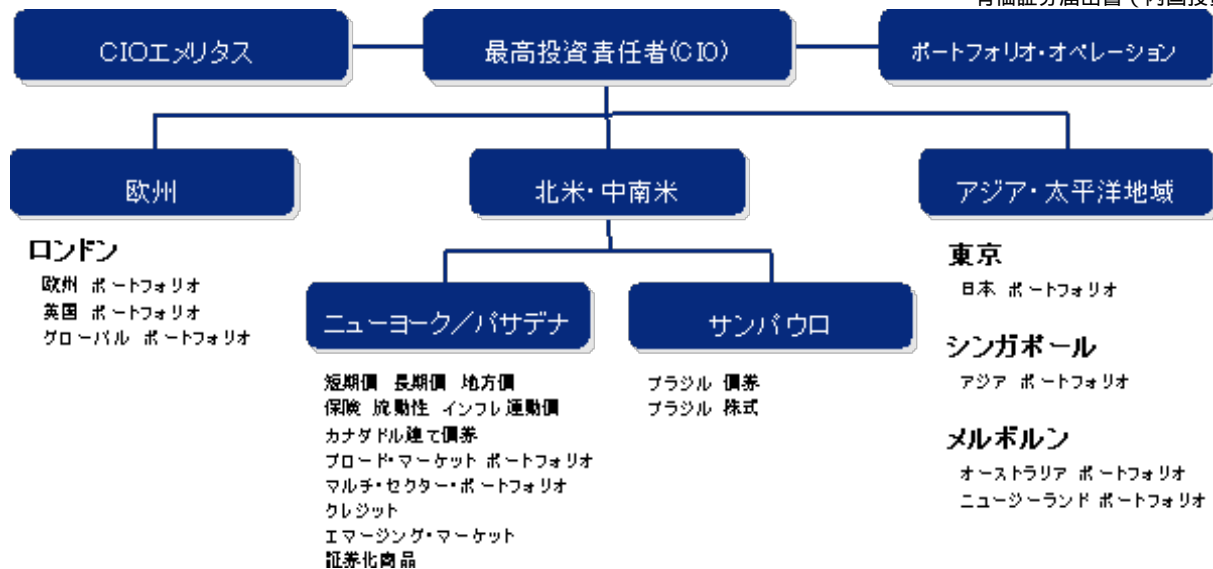 CIOエメリタス
最高投資責任者(CIO)
ポートフォリオ・オペレーション
欧州
北米・中南米
アジア・太平洋地域
ロンドン
欧州 ポートフォリオ
英国 ポートフォリオ
グローバル ポートフォリオ
ニューヨーク／パサデナ
短期債 長期債 地方債
保険 流動性 インフレ連動債
カナダドル建て債券
ブロード・マーケット ポートフォリオ
マルチ・セクター・ポートフォリオ
クレジット
エマージング・マーケット
証券化商品
サンパウロ
ブラジル 債券
ブラジル 株式
東京
日本 ポートフォリオ
シンガポール
アジア ポートフォリオ
メルボルン
オーストラリア ポートフォリオ
ニュージーランド ポートフォリオ